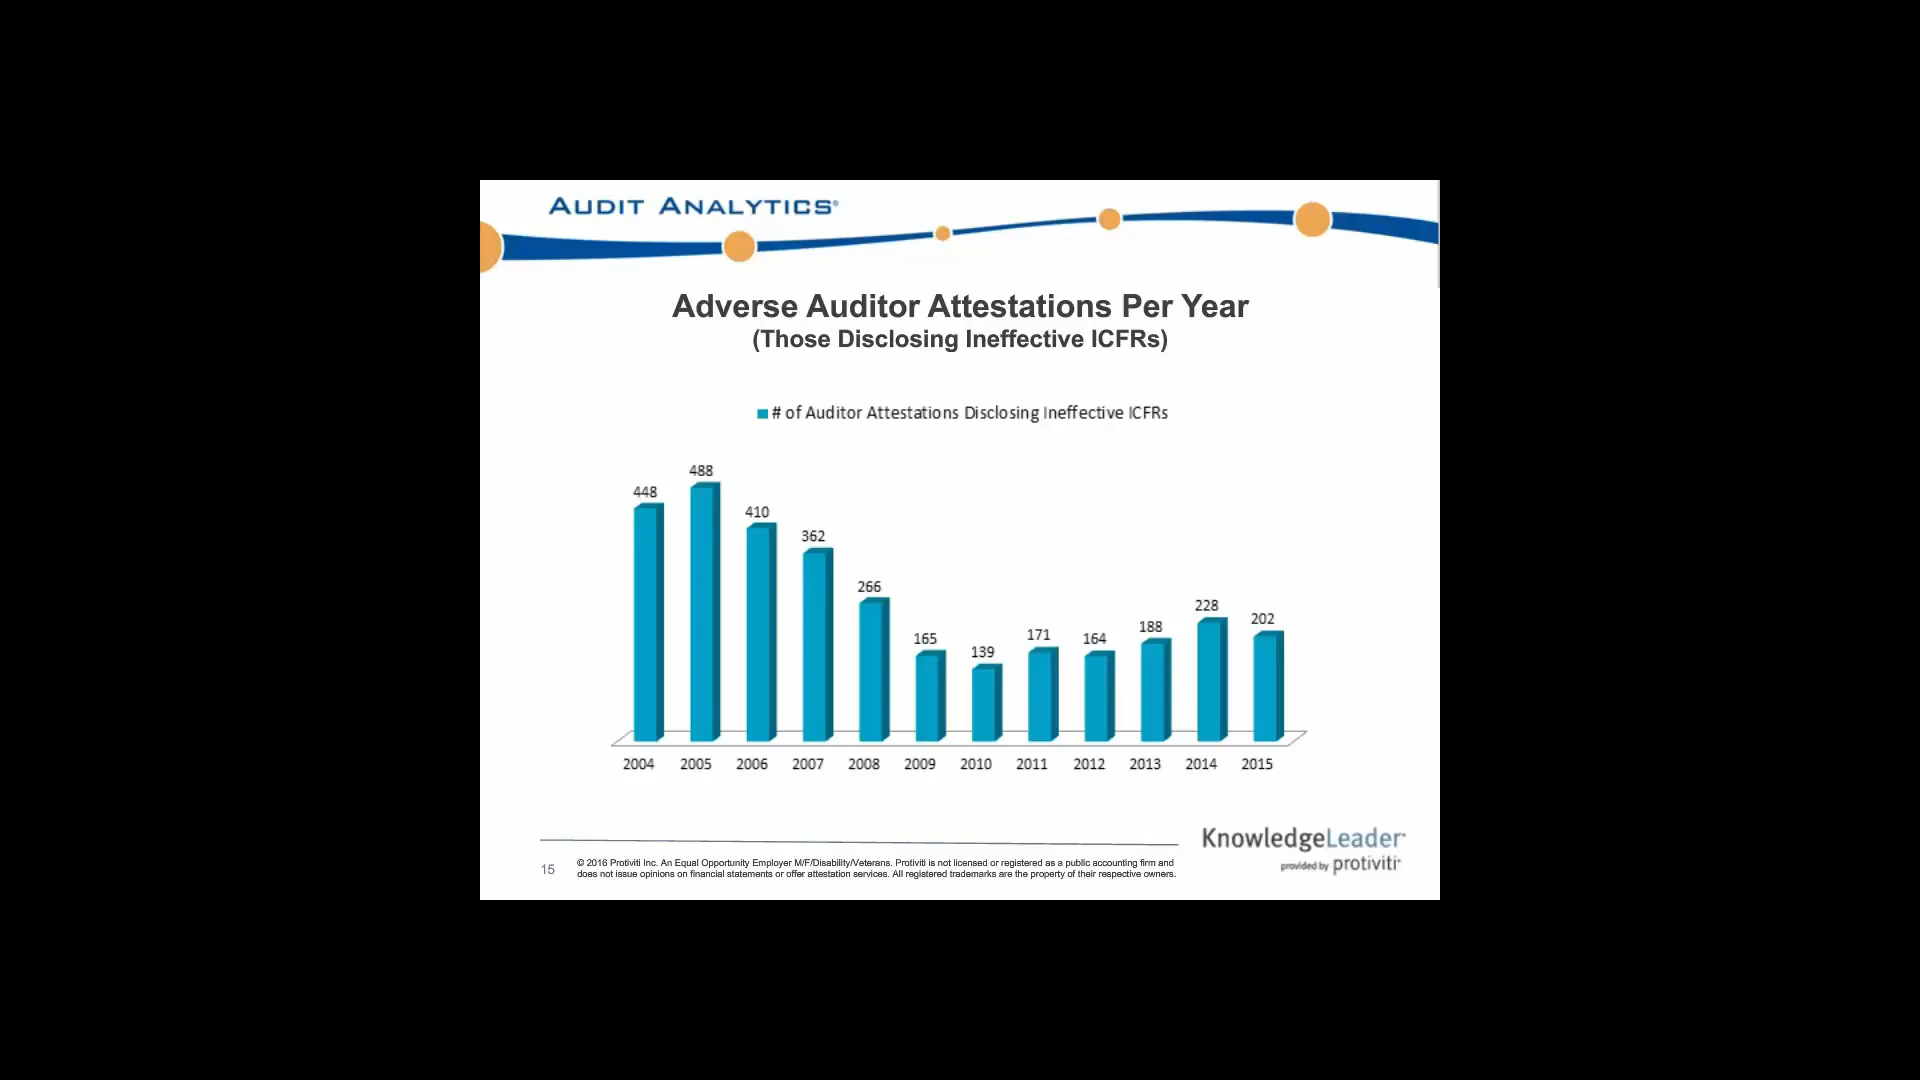 AUDIT ANALYTICS®
Adverse Auditor Attestations Per Year
(Those Disclosing Ineffective ICFRs)
# of Auditor Attestations Disclosing Ineffective ICFRs
448
488
410
362
266
165
139
171
164
188
228
202
2004 2005 2006 2007 2008 2009 2010 2011 2012 2013 2014 2015
KnowledgeLeader
provided by protiviti
15
© 2016 Protiviti Inc. An Equal Opportunity Employer M/F/Disability/Veterans. Protiviti is not licensed or registered as a public accounting firm and
does not issue opinions on financial statements or offer attestation services. All registered trademarks are the property of their respective owners.